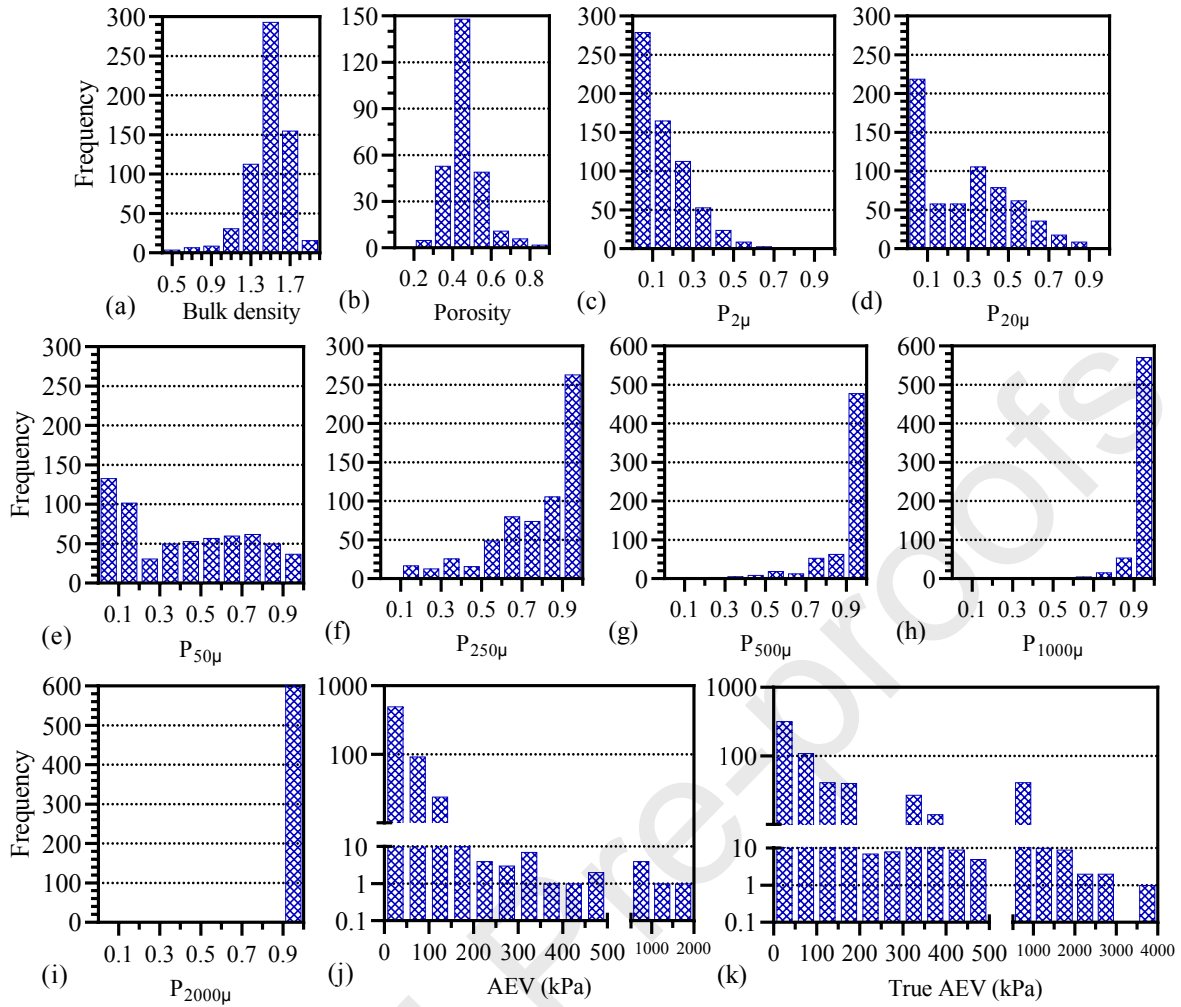 300 250 200 150 100 50 0
Frequency
0.5 0.9 1.3 1.7
(a) Bulk density
150 120 90 60 30 0
0.2 0.4 0.6 0.8
(b) Porosity
300 250 200 150 100 50 0
0.1 0.3 0.5 0.7 0.9
(c) P2μ
300 250 200 150 100 50 0
0.1 0.3 0.5 0.7 0.9
(d) P20μ
300 250 200 150 100 50 0
Frequency
0.1 0.3 0.5 0.7 0.9
(e) P50μ
300 250 200 150 100 50 0
0.1 0.3 0.5 0.7 0.9
(f) P250μ
600 500 400 300 200 100 0
0.1 0.3 0.5 0.7 0.9
(g) P500μ
600 500 400 300 200 100 0
0.1 0.3 0.5 0.7 0.9
(h) P1000μ
600 500 400 300 200 100 0
Frequency
0.1 0.3 0.5 0.7 0.9
(i) P2000μ
1000 100 10 1 0.1
0 100 200 300 400 500 1000 2000
(j) AEV (kPa)
1000 100 10 1 0.1
0 100 200 300 400 500 1000 2000 3000 4000
(k) True AEV (kPa)
Pre-proofs